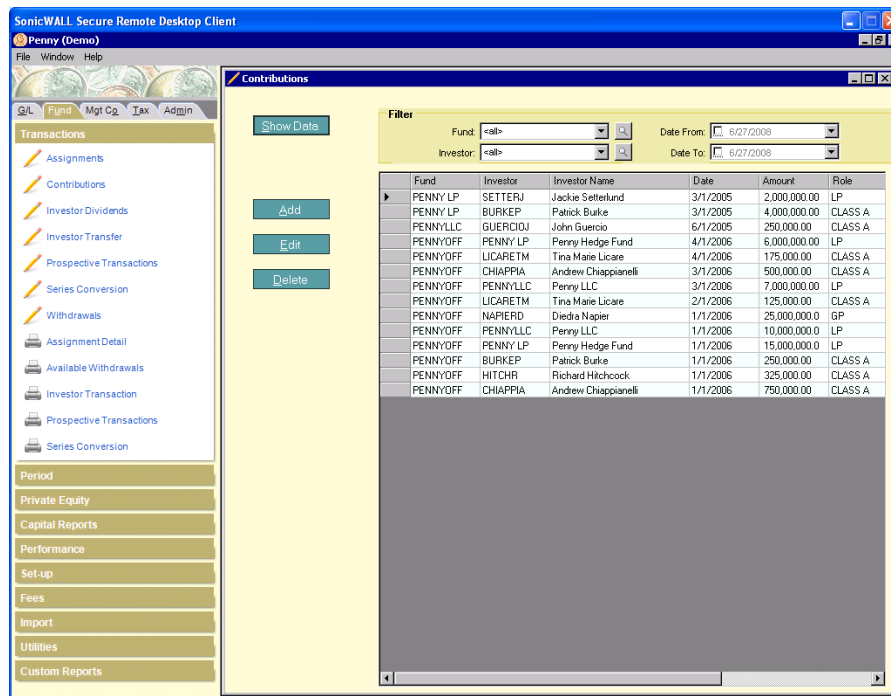 SonicWALL Secure Remote Desktop Client
Penny (Demo)
File Window Help
Contributions
G/L Fund Mgt Co Tax Admin
Transactions
Assignments
Contributions
Investor Dividends
Investor Transfer
Prospective Transactions
Series Conversion
Withdrawals
Assignment Detail
Available Withdrawals
Investor Transaction
Prospective Transactions
Series Conversion
Period
Private Equity
Capital Reports
Performance
Set-up
Fees
Import
Utilities
Custom Reports
Show Data
Add
Edit
Delete
Filter
Fund: <all> Date From: 6/27/2008
Investor: <all> Date To: 6/27/2008
Fund Investor Investor Name Date Amount Role
PENNY LP SETTERJ Jackie Setterlund 3/1/2005 2,000,000.00 LP
PENNY LP BURKEP Patrick Burke 3/1/2005 4,000,000.00 CLASS A
PENNYLLC GUERCIOJ John Guercio 6/1/2005 250,000.00 CLASS A
PENNYOFF PENNY LP Penny Hedge Fund 4/1/2006 6,000,000.00 LP
PENNYOFF LICARETM Tina Marie Licare 4/1/2006 175,000.00 CLASS A
PENNYOFF CHIAPPIA Andrew Chiappianelli 3/1/2006 500,000.00 CLASS A
PENNYOFF PENNYLLC Penny LLC 3/1/2006 7,000,000.00 LP
PENNYOFF LICARETM Tina Marie Licare 2/1/2006 125,000.00 CLASS A
PENNYOFF NAPIERD Diedra Napier 1/1/2006 25,000,000.0 GP
PENNYOFF PENNYLLC Penny LLC 1/1/2006 10,000,000.0 LP
PENNYOFF PENNY LP Penny Hedge Fund 1/1/2006 15,000,000.0 LP
PENNYOFF BURKEP Patrick Burke 1/1/2006 250,000.00 CLASS A
PENNYOFF HITCHR Richard Hitchcock 1/1/2006 325,000.00 CLASS A
PENNYOFF CHIAPPIA Andrew Chiappianelli 1/1/2006 750,000.00 CLASS A